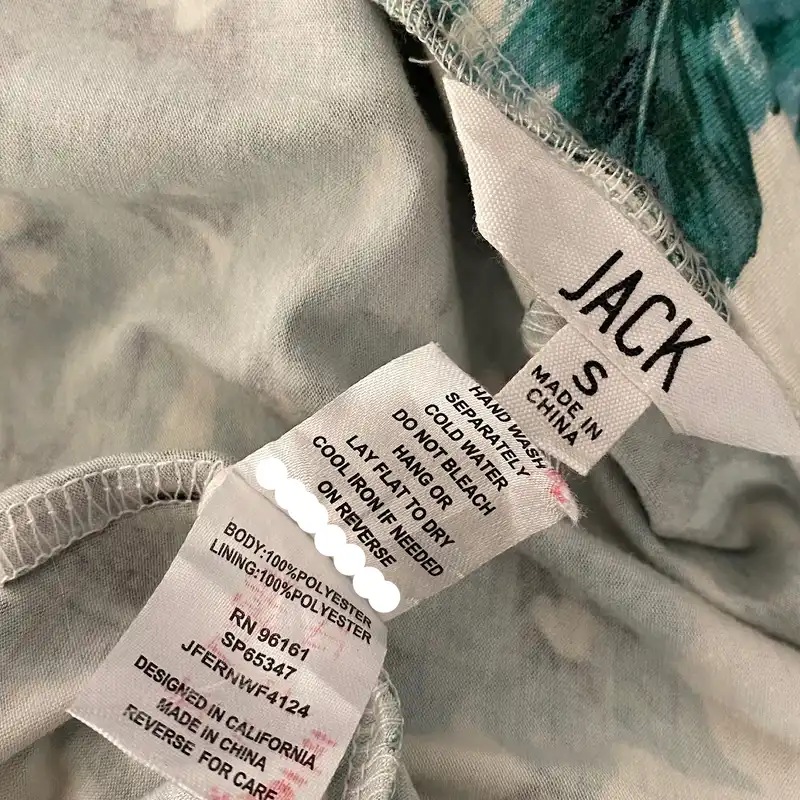 JACK
S
MADE IN
CHINA
HAND WASH
SEPARATELY
COLD WATER
DO NOT BLEACH
HANG OR
LAY FLAT TO DRY
COOL IRON IF NEEDED
ON REVERSE
BODY:100%POLYESTER
LINING:100%POLYESTER
RN 96161
SP65347
JFERNWF4124
DESIGNED IN CALIFORNIA
MADE IN CHINA
REVERSE FOR CARE